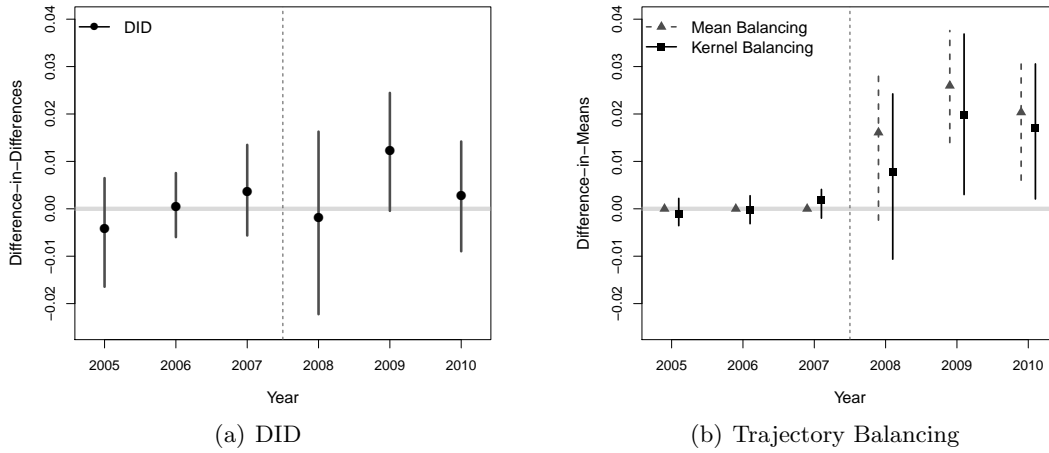 DID
Difference−in−Differences
0.04
0.03
0.02
0.01
0.00
−0.01
−0.02
2005 2006 2007 2008 2009 2010
Year
(a) DID
Mean Balancing
Kernel Balancing
Difference−in−Means
0.04
0.03
0.02
0.01
0.00
−0.01
−0.02
2005 2006 2007 2008 2009 2010
Year
(b) Trajectory Balancing